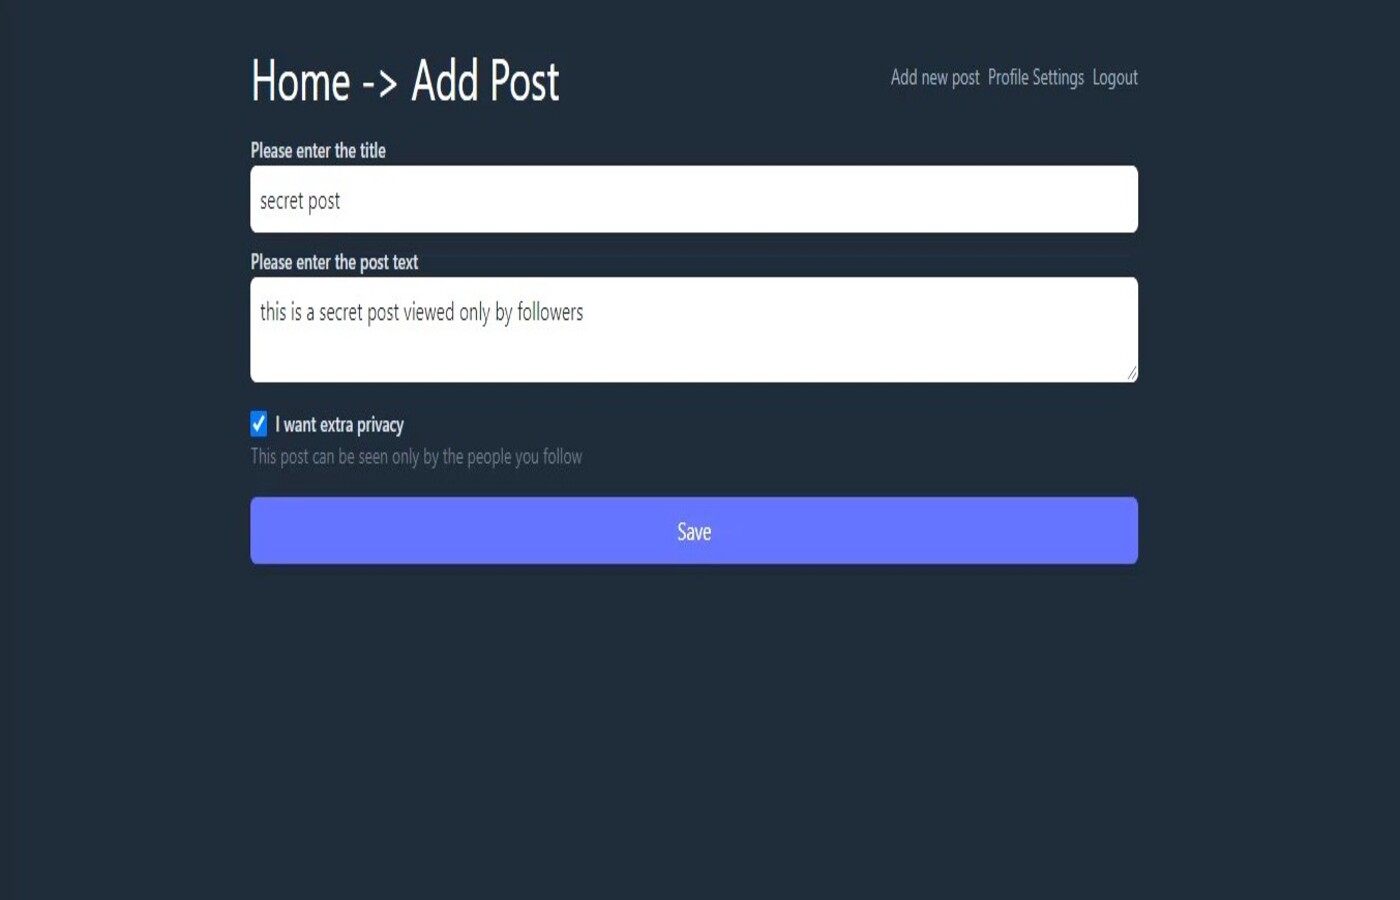 Home -> Add Post
Add new post Profile Settings Logout
Please enter the title
secret post
Please enter the post text
this is a secret post viewed only by followers
I want extra privacy
This post can be seen only by the people you follow
Save